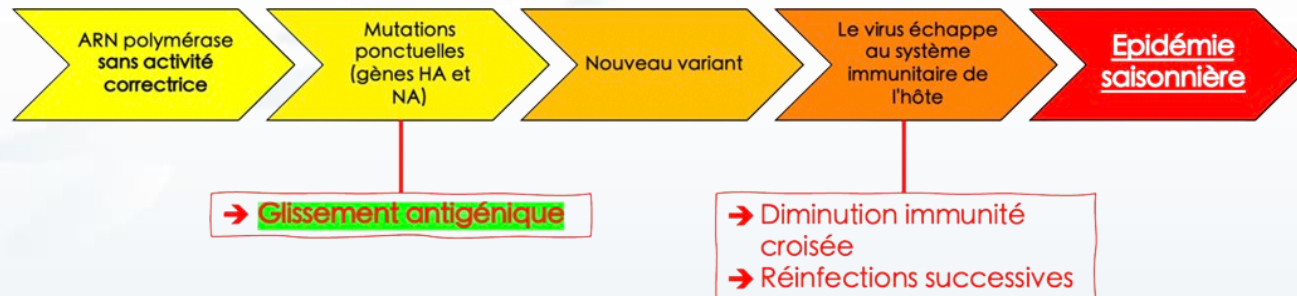 ARN polymérase
sans activité
correctrice
Mutations
ponctuelles
(gènes HA et
NA)
Nouveau variant
Le virus échappe
au système
immunitaire de
l'hôte
Epidémie
saisonnière
→ Glissement antigénique
→ Diminution immunité
croisée
→ Réinfections successives